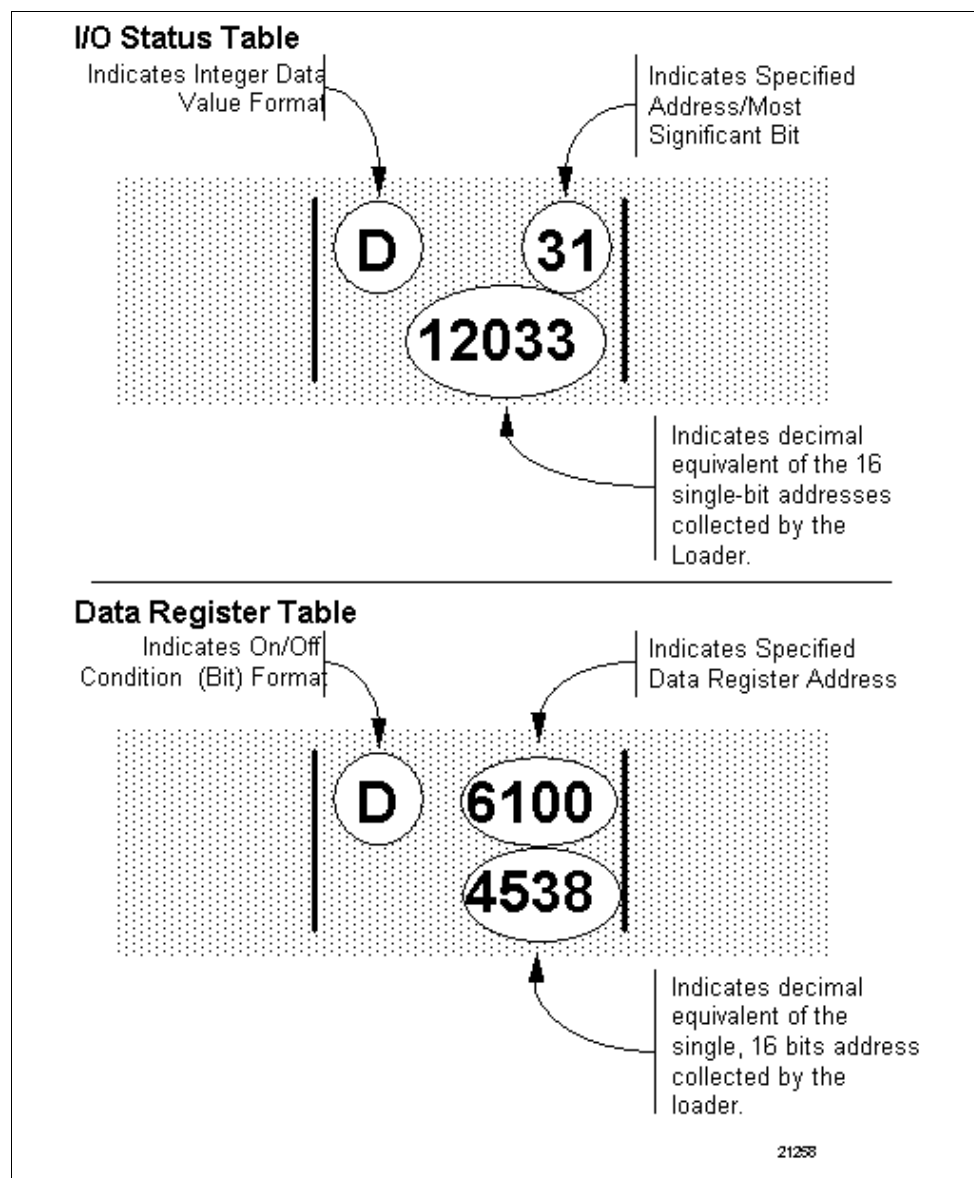 I/O Status Table
Indicates Integer Data
Value Format
Indicates Specified
Address/Most
Significant Bit
D
31
12033
Indicates decimal
equivalent of the 16
single-bit addresses
collected by the
Loader.
Data Register Table
Indicates On/Off
Condition (Bit) Format
Indicates Specified
Data Register Address
D
6100
4538
Indicates decimal
equivalent of the
single, 16 bits address
collected by the
loader.
21258